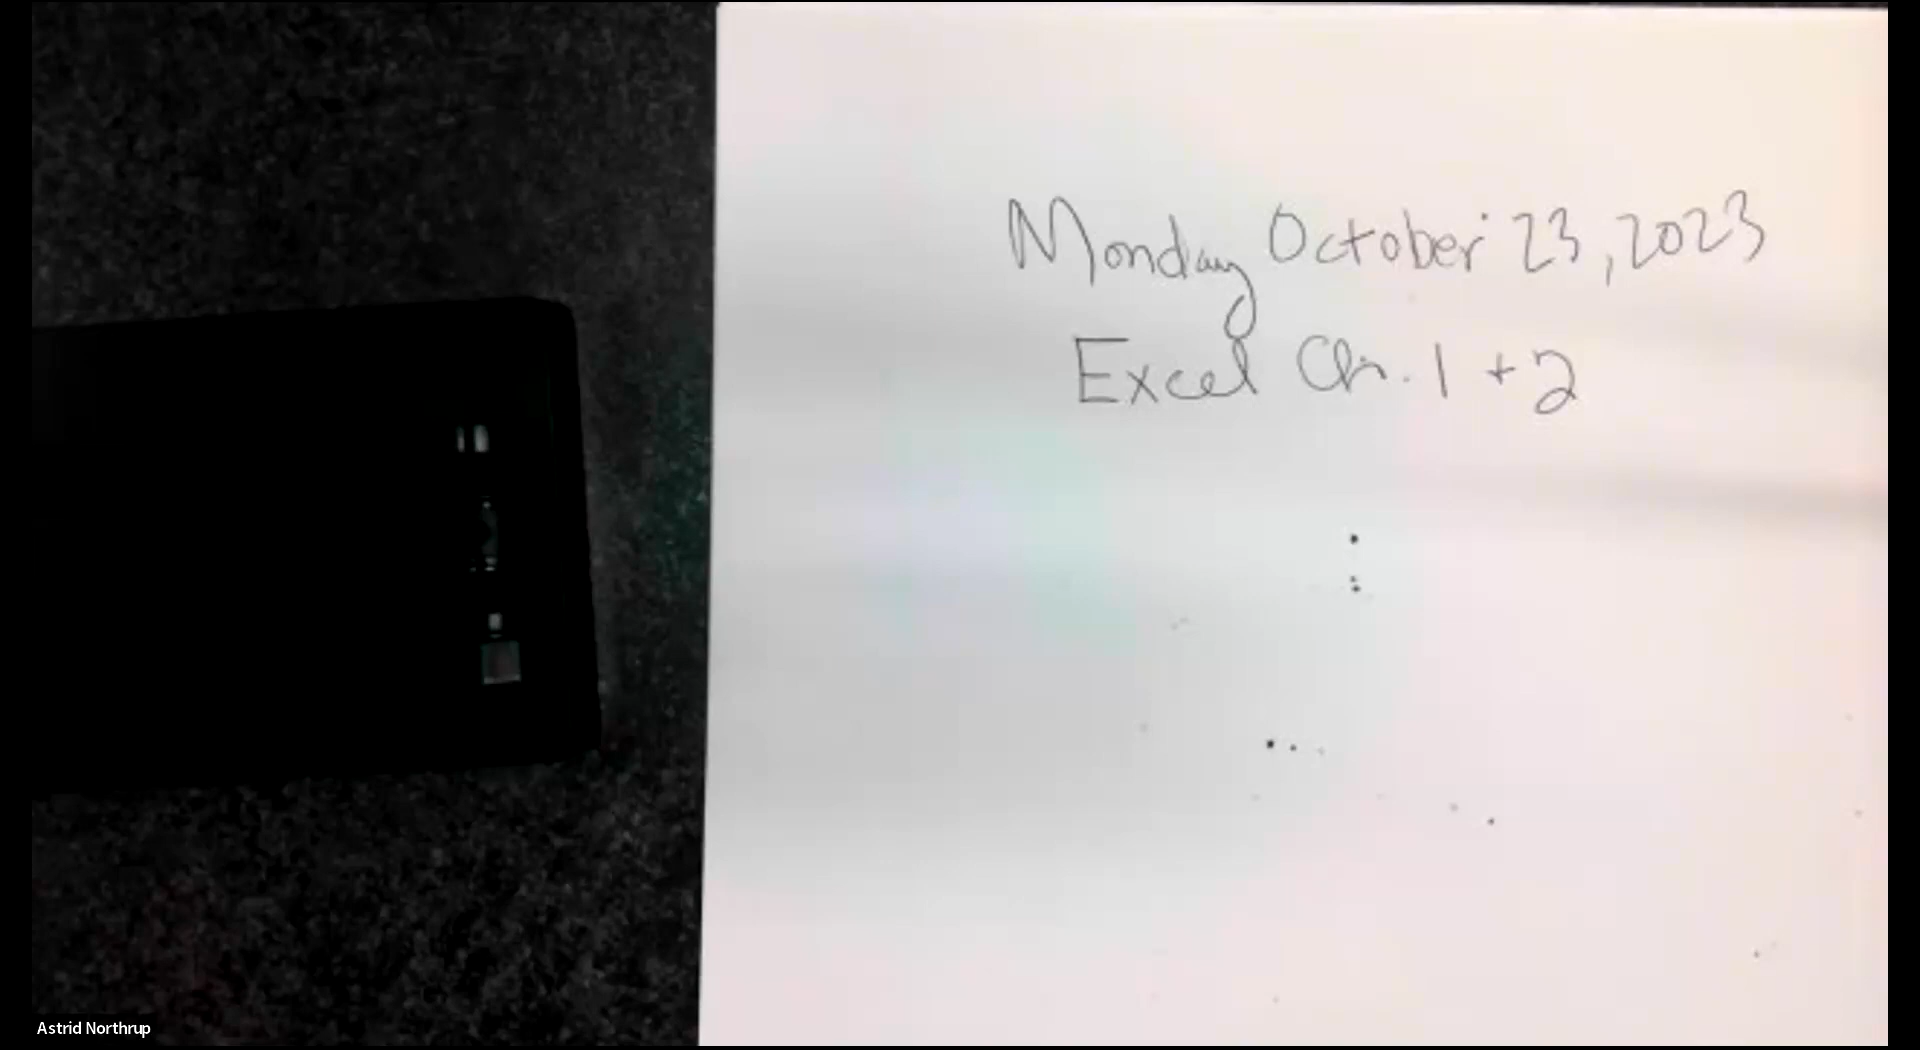 Monday October 23, 2023
Excel Ch. 1 + 2
Astrid Northrup